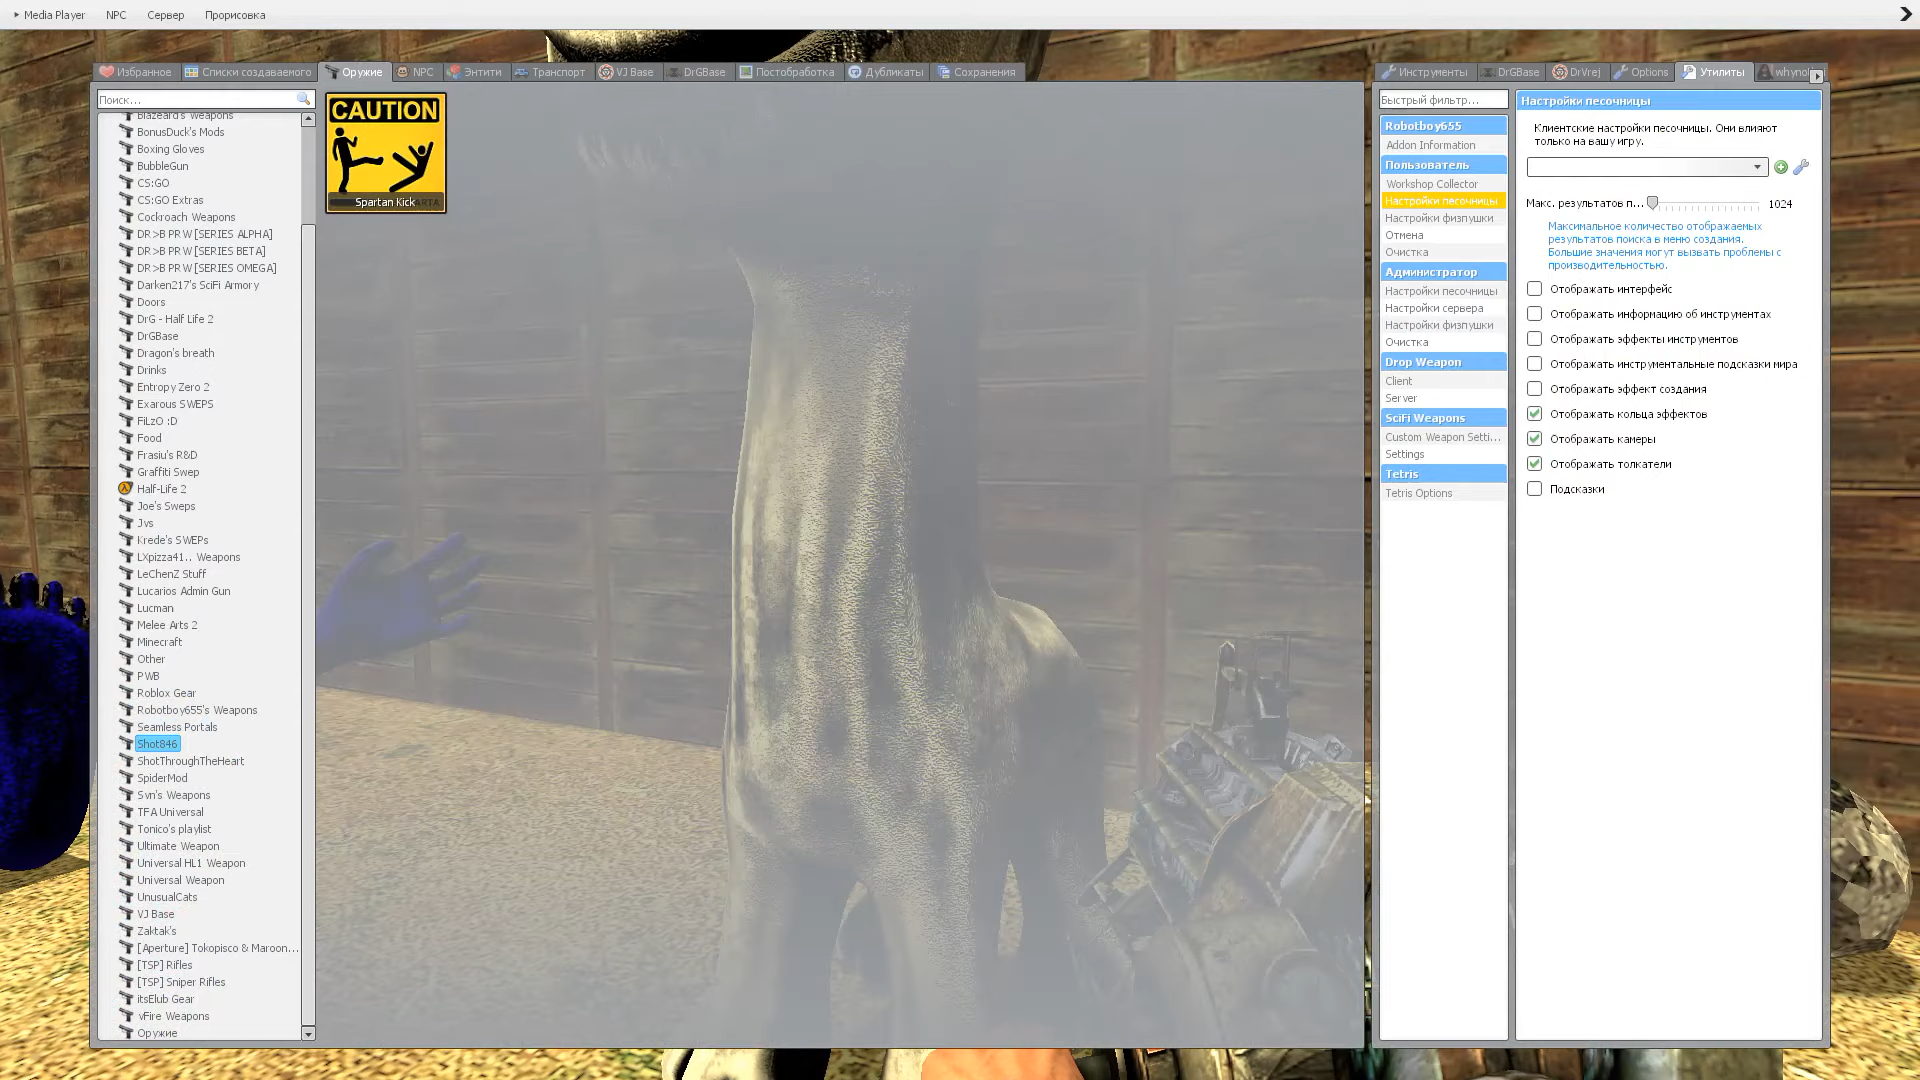 Media Player
NPC
Сервер
Прорисовка
Избранное
Списки создаваемого
Оружие
NPC
Энтити
Транспорт
VJ Base
DrGBase
Постобработка
Дубликаты
Сохранения
Поиск...
Blazeard's Weapons
BonusDuck's Mods
Boxing Gloves
BubbleGun
CS:GO
CS:GO Extras
Cockroach Weapons
DR >B PR W [SERIES ALPHA]
DR >B PR W [SERIES BETA]
DR >B PR W [SERIES OMEGA]
Darken217's SciFi Armory
Doors
DrG - Half Life 2
DrGBase
Dragon's breath
Drinks
Entropy Zero 2
Exarous SWEPS
FiLzO :D
Food
Frasiu's R&D
Graffiti Swep
Half-Life 2
Joe's Sweps
Jvs
Krede's SWEPs
LXpizza41.. Weapons
LeChenZ Stuff
Lucarios Admin Gun
Lucman
Melee Arts 2
Minecraft
Other
PWB
Roblox Gear
Robotboy655's Weapons
Seamless Portals
Shot846
ShotThroughTheHeart
SpiderMod
Svn's Weapons
TFA Universal
Tonico's playlist
Ultimate Weapon
Universal HL1 Weapon
Universal Weapon
UnusualCats
VJ Base
Zaktak's
[Aperture] Tokopisco & Maroon...
[TSP] Rifles
[TSP] Sniper Rifles
itsElub Gear
vFire Weapons
Оружие
CAUTION
Spartan Kick
Инструменты
DrGBase
DrVrej
Options
Утилиты
Быстрый фильтр...
Robotboy655
Addon Information
Пользователь
Workshop Collector
Настройки песочницы
Настройки физпушки
Отмена
Очистка
Администратор
Настройки песочницы
Настройки сервера
Настройки физпушки
Очистка
Drop Weapon
Client
Server
SciFi Weapons
Custom Weapon Setti...
Settings
Tetris
Tetris Options
Настройки песочницы
Клиентские настройки песочницы. Они влияют
только на вашу игру.
Макс. результатов п...
1024
Максимальное количество отображаемых
результатов поиска в меню создания.
Большие значения могут вызвать проблемы с
производительностью.
Отображать интерфейс
Отображать информацию об инструментах
Отображать эффекты инструментов
Отображать инструментальные подсказки мира
Отображать эффект создания
Отображать кольца эффектов
Отображать камеры
Отображать толкатели
Подсказки